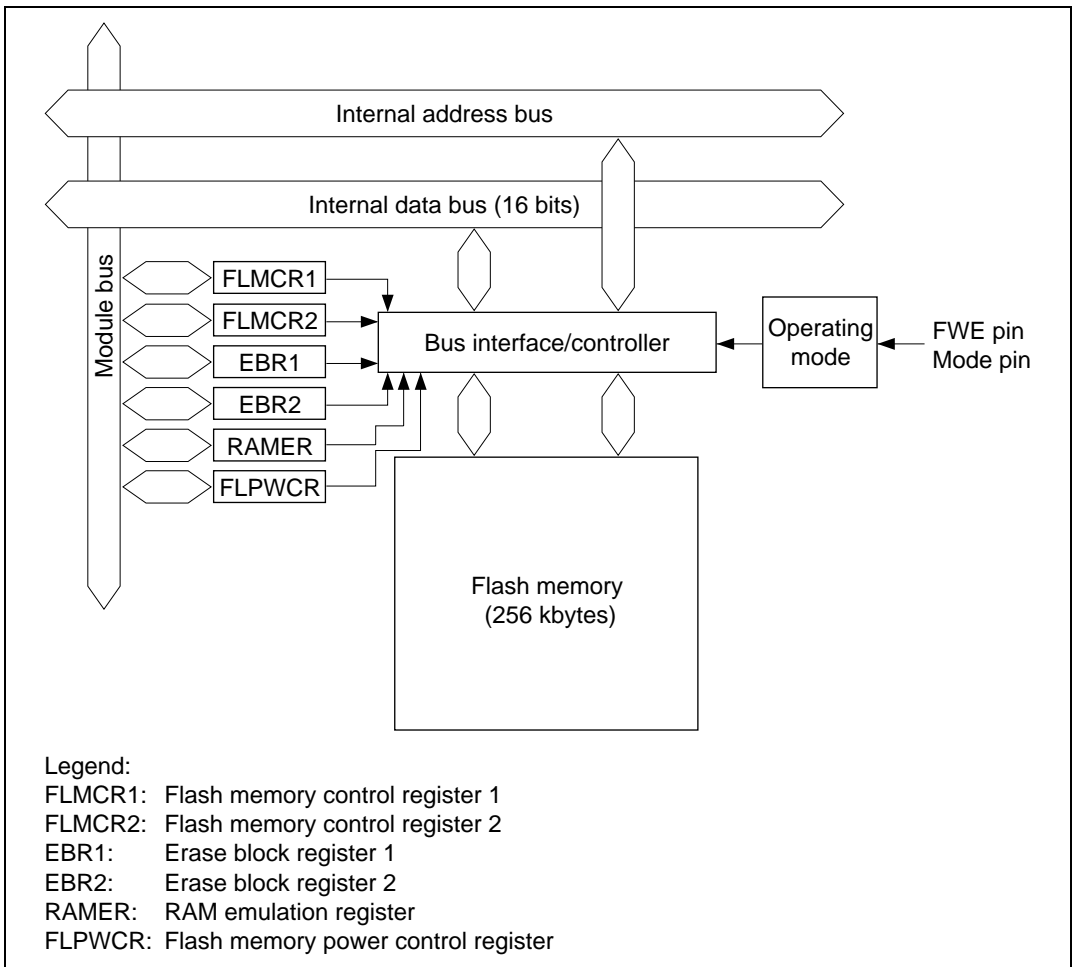 Internal address bus
Internal data bus (16 bits)
Module bus
FLMCR1
FLMCR2
EBR1
EBR2
RAMER
FLPWCR
Bus interface/controller
Operating
mode
FWE pin
Mode pin
Flash memory
(256 kbytes)
Legend:
FLMCR1: Flash memory control register 1
FLMCR2: Flash memory control register 2
EBR1: Erase block register 1
EBR2: Erase block register 2
RAMER: RAM emulation register
FLPWCR: Flash memory power control register